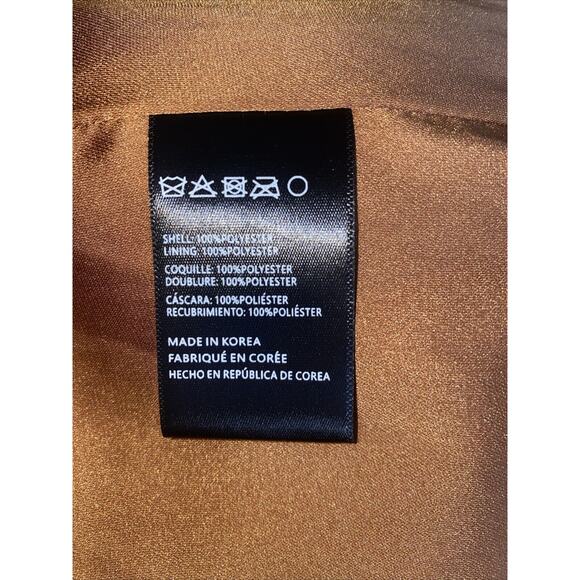 SHELL: 100%POLYESTER
LINING: 100%POLYESTER
COQUILLE: 100%POLYESTER
DOUBLURE: 100%POLYESTER
CÁSCARA: 100%POLIÉSTER
RECUBRIMIENTO: 100%POLIÉSTER
MADE IN KOREA
FABRIQUÉ EN CORÉE
HECHO EN REPÚBLICA DE COREA